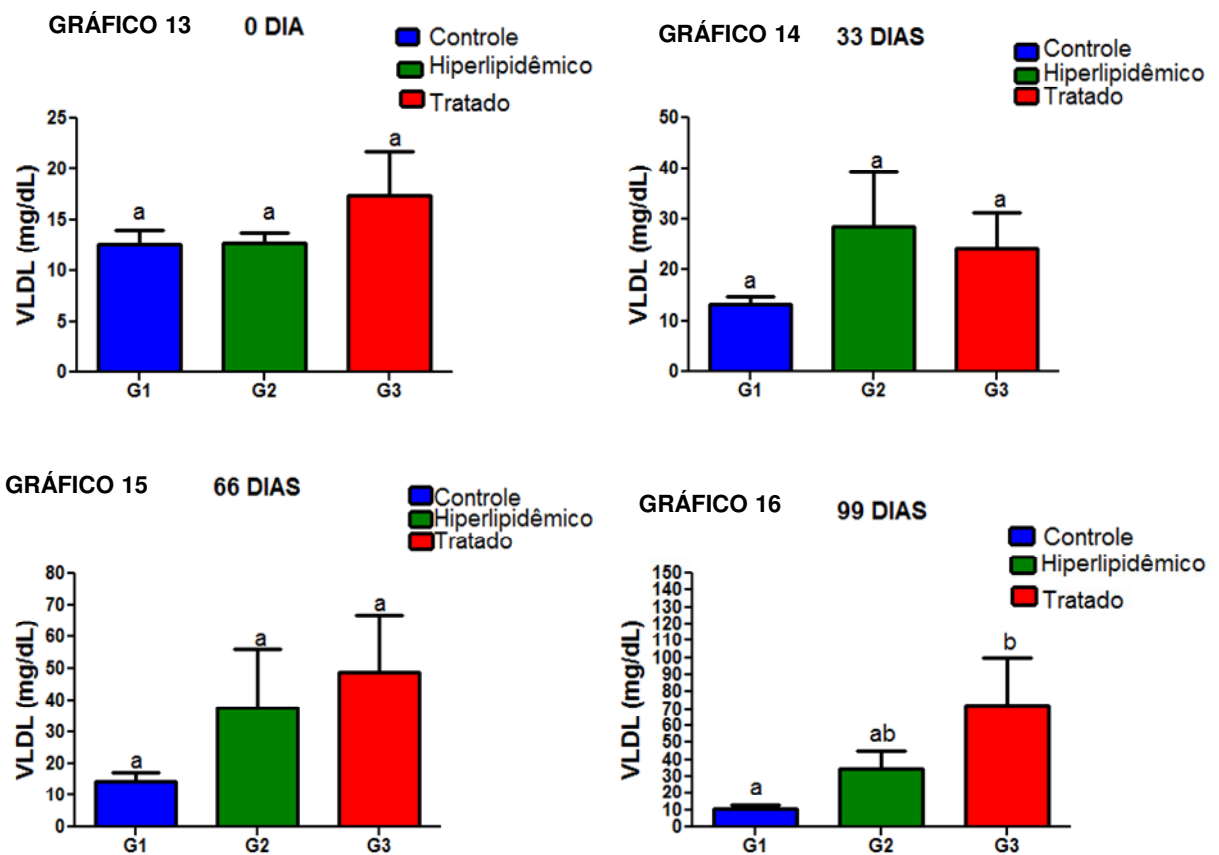 GRÁFICO 13 0 DIA
Controle
Hiperlipidêmico
Tratado
VLDL (mg/dL)
25
20
15
10
5
0
a
a
a
G1 G2 G3
GRÁFICO 14 33 DIAS
Controle
Hiperlipidêmico
Tratado
VLDL (mg/dL)
50
40
30
20
10
0
a
a
a
G1 G2 G3
GRÁFICO 15 66 DIAS
Controle
Hiperlipidêmico
Tratado
VLDL (mg/dL)
80
70
60
50
40
30
20
10
0
a
a
a
G1 G2 G3
GRÁFICO 16 99 DIAS
Controle
Hiperlipidêmico
Tratado
VLDL (mg/dL)
150
140
130
120
110
100
90
80
70
60
50
40
30
20
10
0
a
ab
b
G1 G2 G3